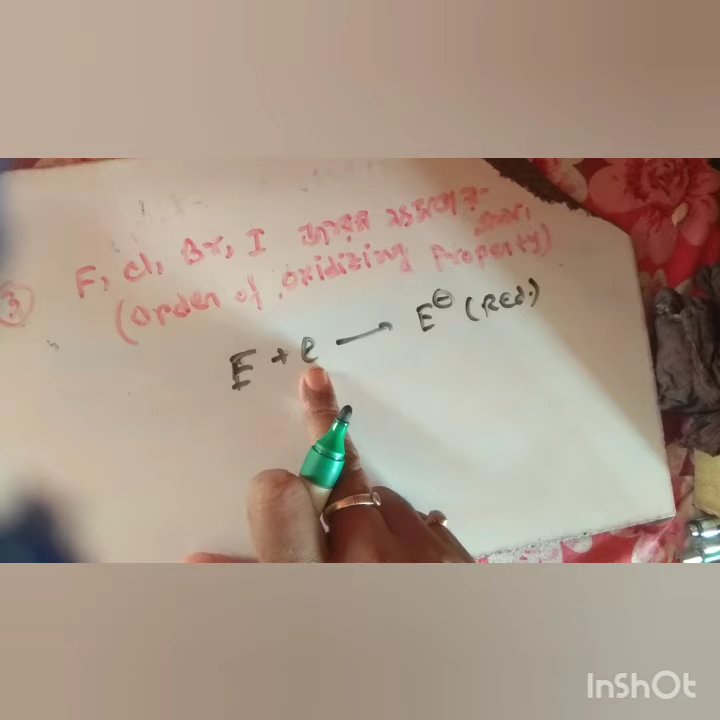 ③ F, Cl, Br, I
(Order of oxidizing Property)
E + e → E⊖ (Red.)
InShOt